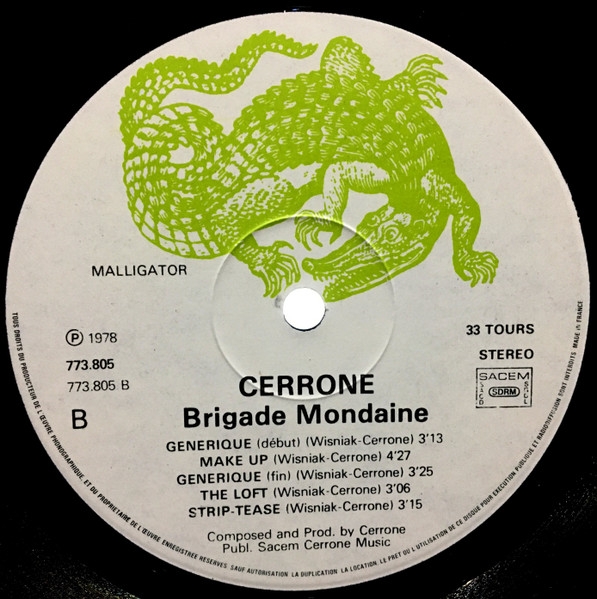 MALLIGATOR
Ⓟ 1978
773.805
773.805 B
B
33 TOURS
STEREO
SACEM
SACD
SDRM
SGDL
CERRONE
Brigade Mondaine
GENERIQUE (début) (Wisniak-Cerrone) 3'13
MAKE UP (Wisniak-Cerrone) 4'27
GENERIQUE (fin) (Wisniak-Cerrone) 3'25
THE LOFT (Wisniak-Cerrone) 3'06
STRIP-TEASE (Wisniak-Cerrone) 3'15
Composed and Prod. by Cerrone
Publ. Sacem Cerrone Music
TOUS DROITS DU PRODUCTEUR DE L'ŒUVRE PHONOGRAPHIQUE, ET DU PROPRIETAIRE DE L'ŒUVRE ENREGISTREE RESERVES SAUF AUTORISATION LA DUPLICATION, LA LOCATION, LE PRET OU L'UTILISATION DE CE DISQUE POUR EXECUTION PUBLIQUE ET RADIODIFFUSION SONT INTERDITES MADE IN FRANCE